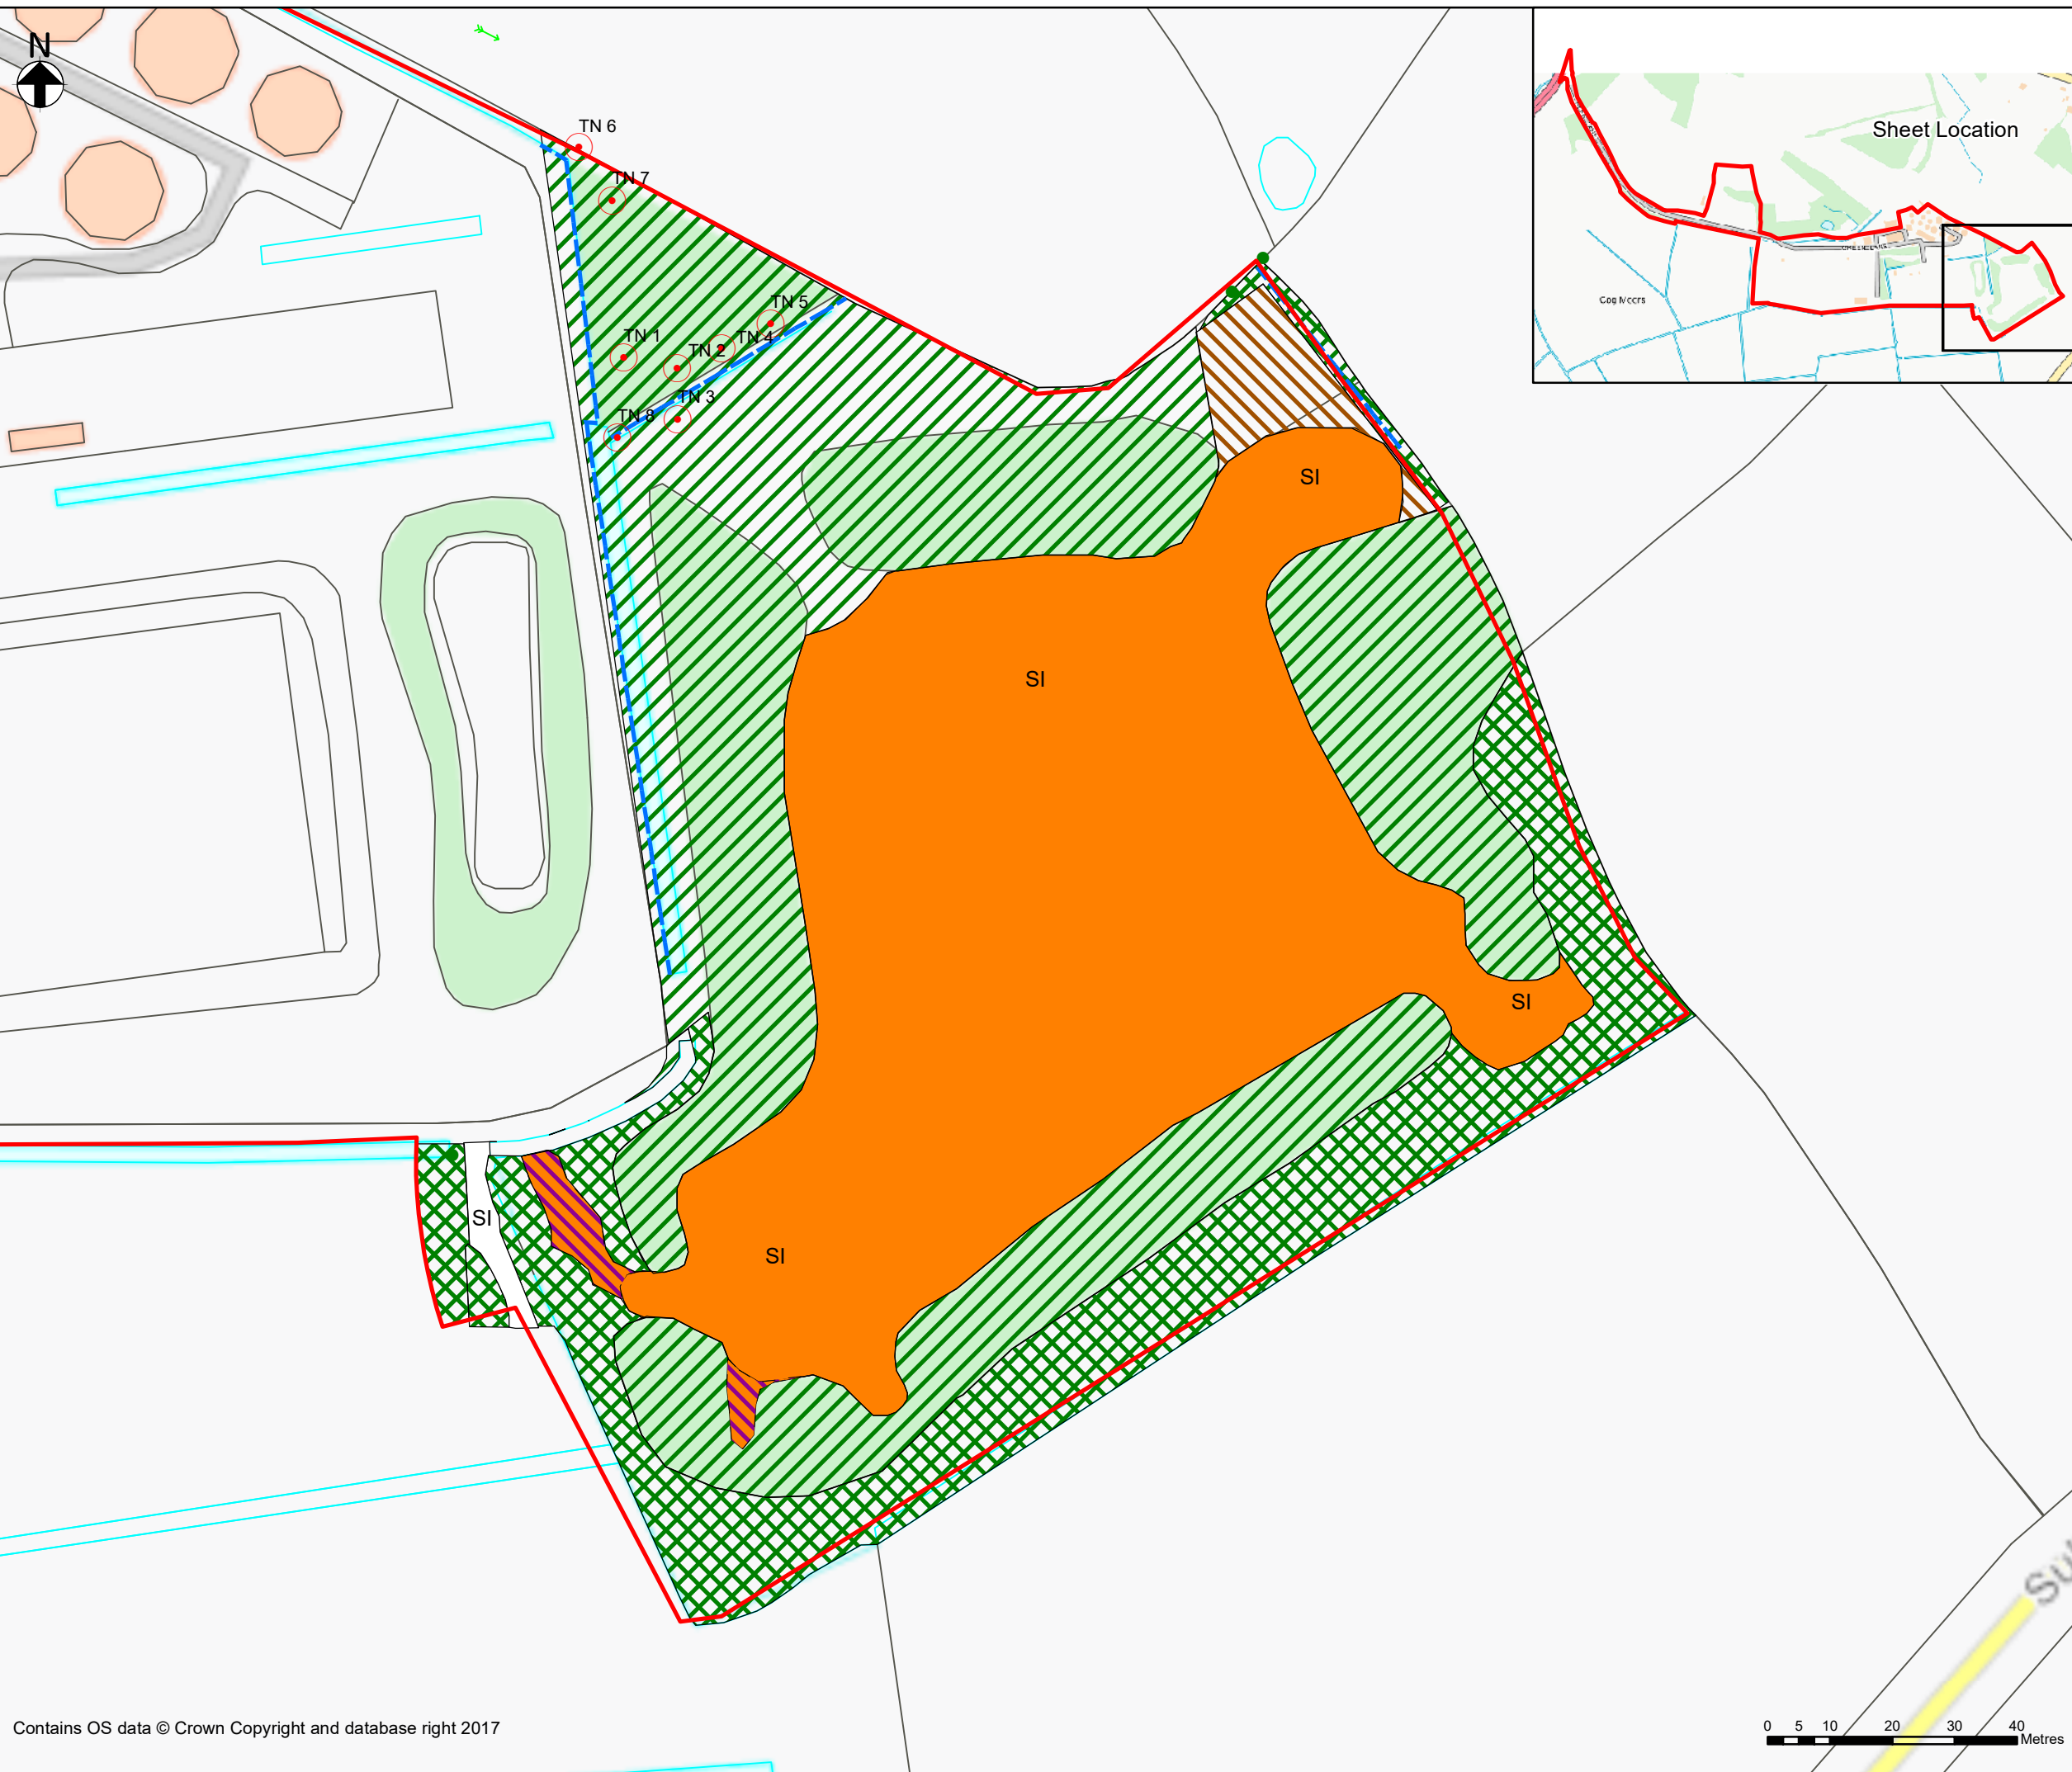 N
Sheet Location
Cog Moors
TN 6
TN 7
TN 5
TN 1
TN 4
TN 2
TN 3
TN 8
SI
SI
SI
SI
SI
Contains OS data © Crown Copyright and database right 2017
0 5 10 20 30 40
Metres